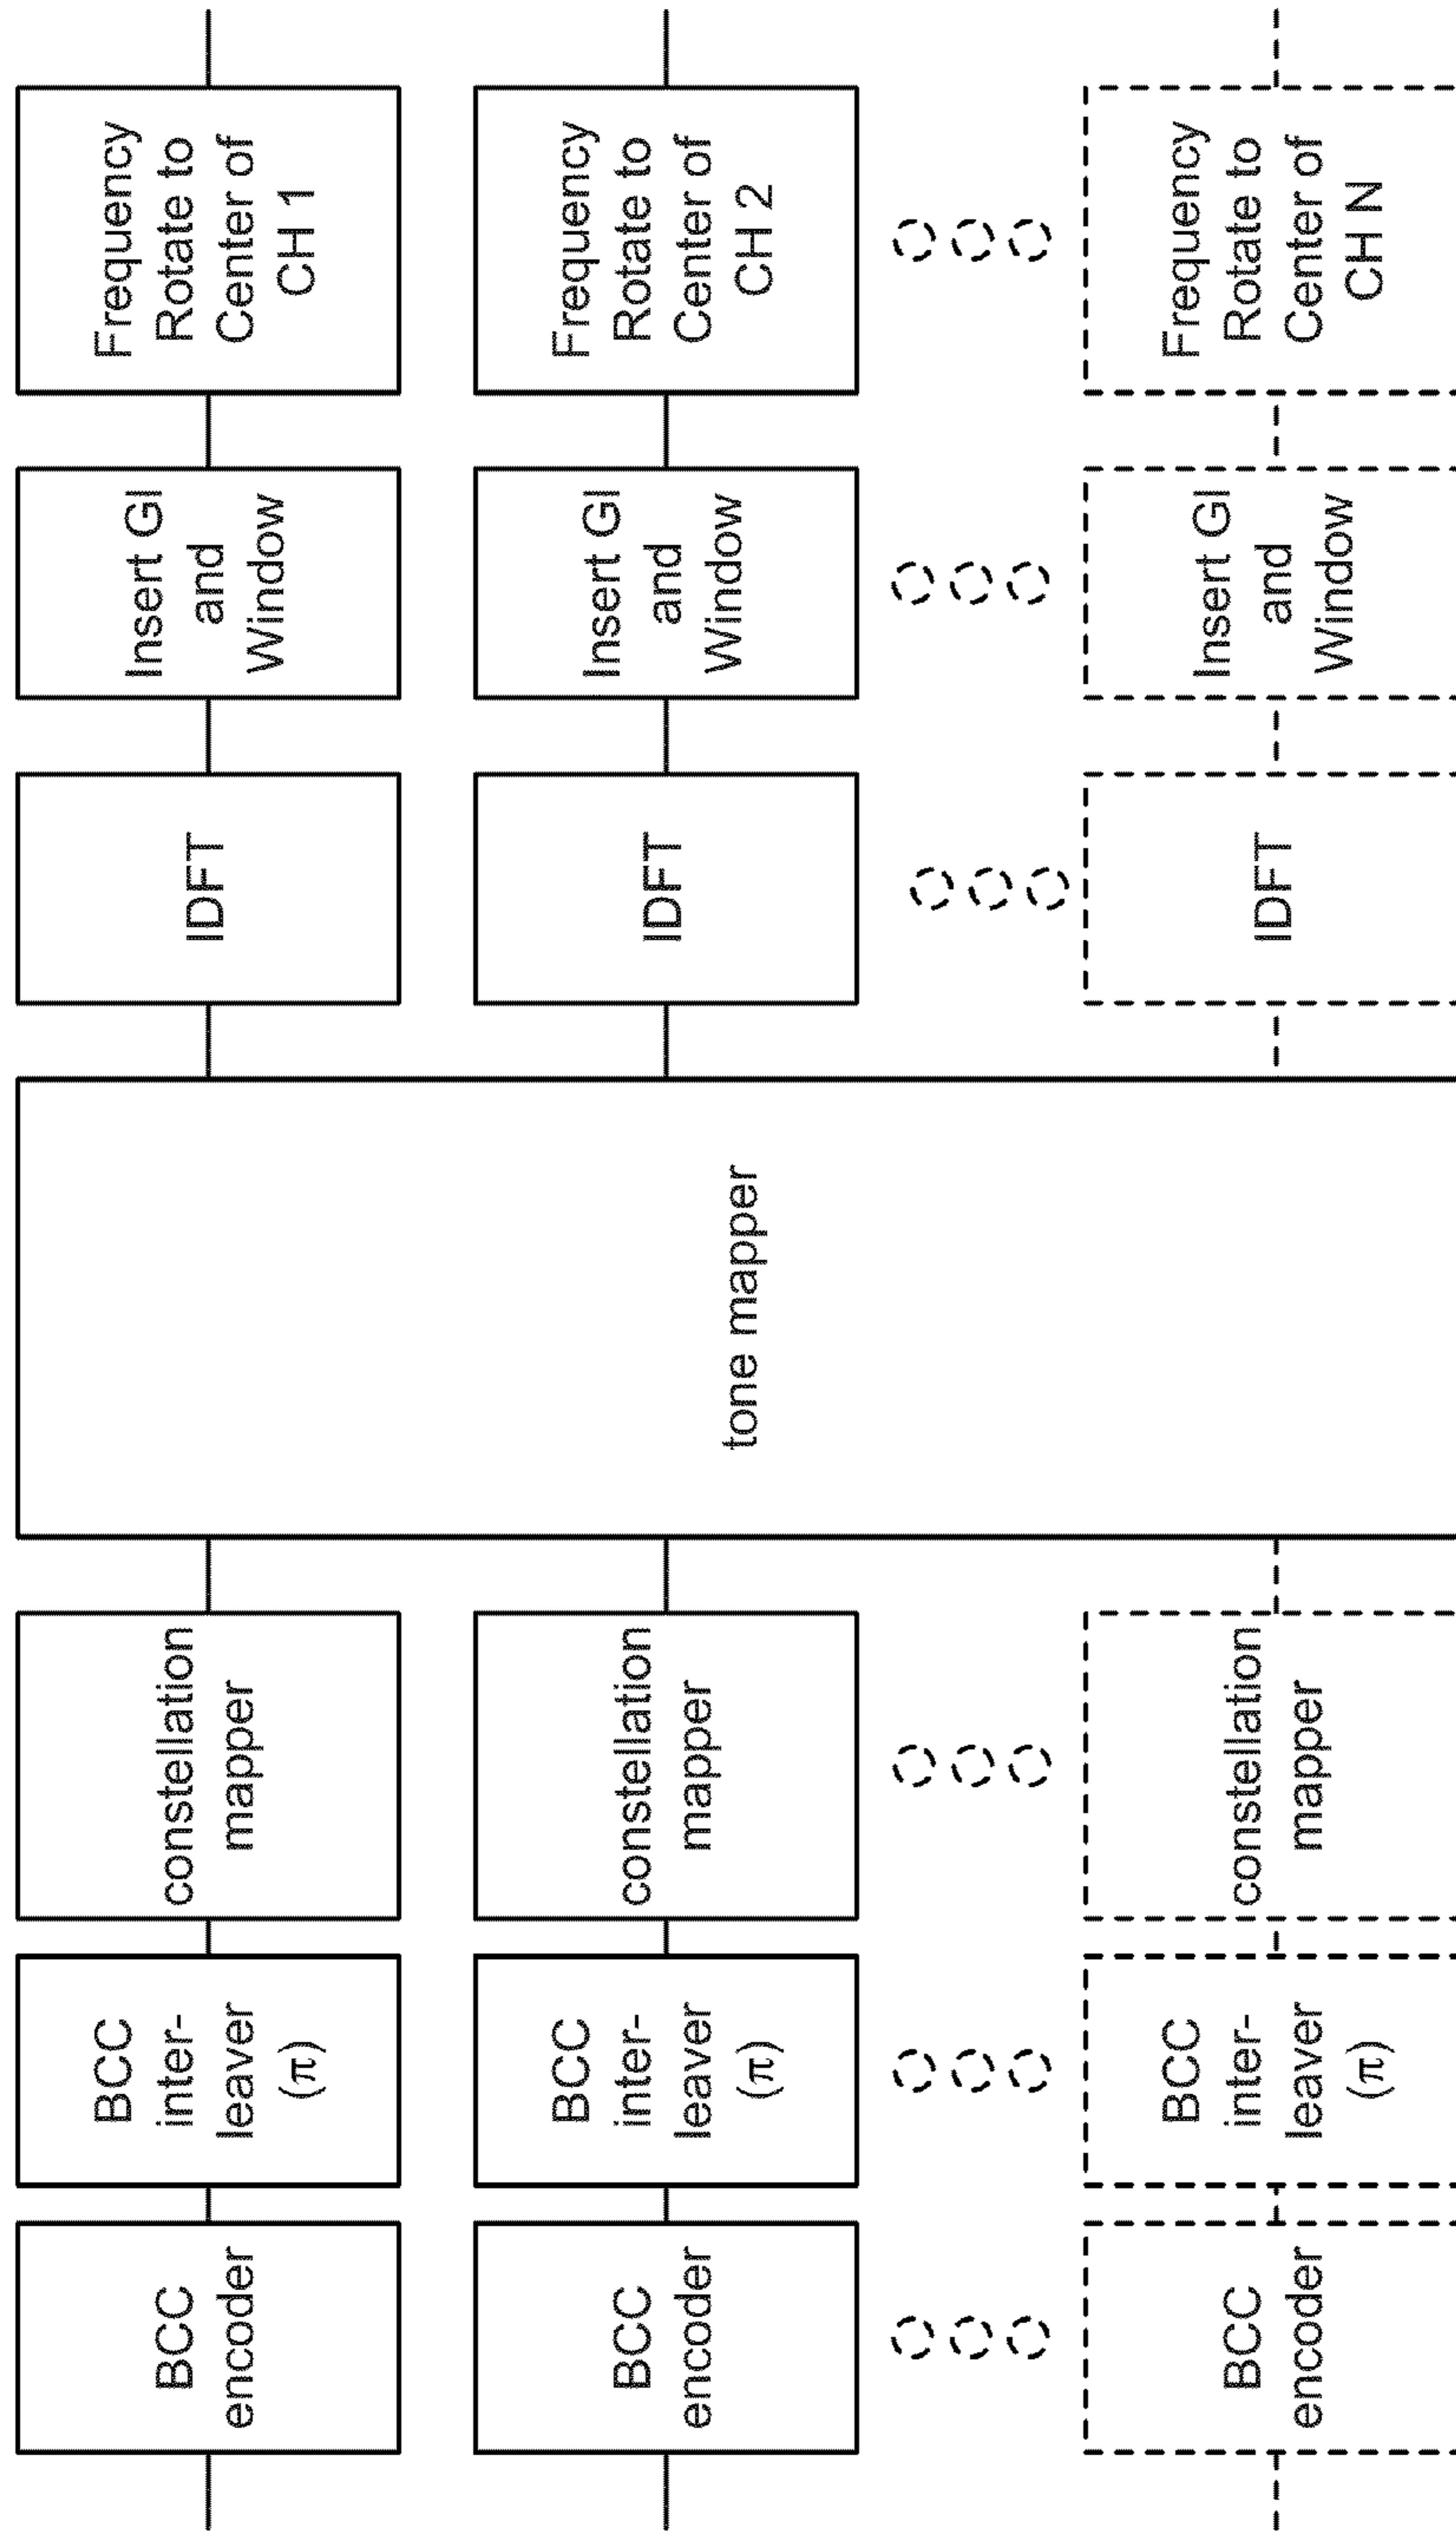 BCC
encoder
BCC
inter-
leaver
(π)
constellation
mapper
tone mapper
IDFT
Insert GI
and
Window
Frequency
Rotate to
Center of
CH 1
BCC
encoder
BCC
inter-
leaver
(π)
constellation
mapper
IDFT
Insert GI
and
Window
Frequency
Rotate to
Center of
CH 2
BCC
encoder
BCC
inter-
leaver
(π)
constellation
mapper
IDFT
Insert GI
and
Window
Frequency
Rotate to
Center of
CH N